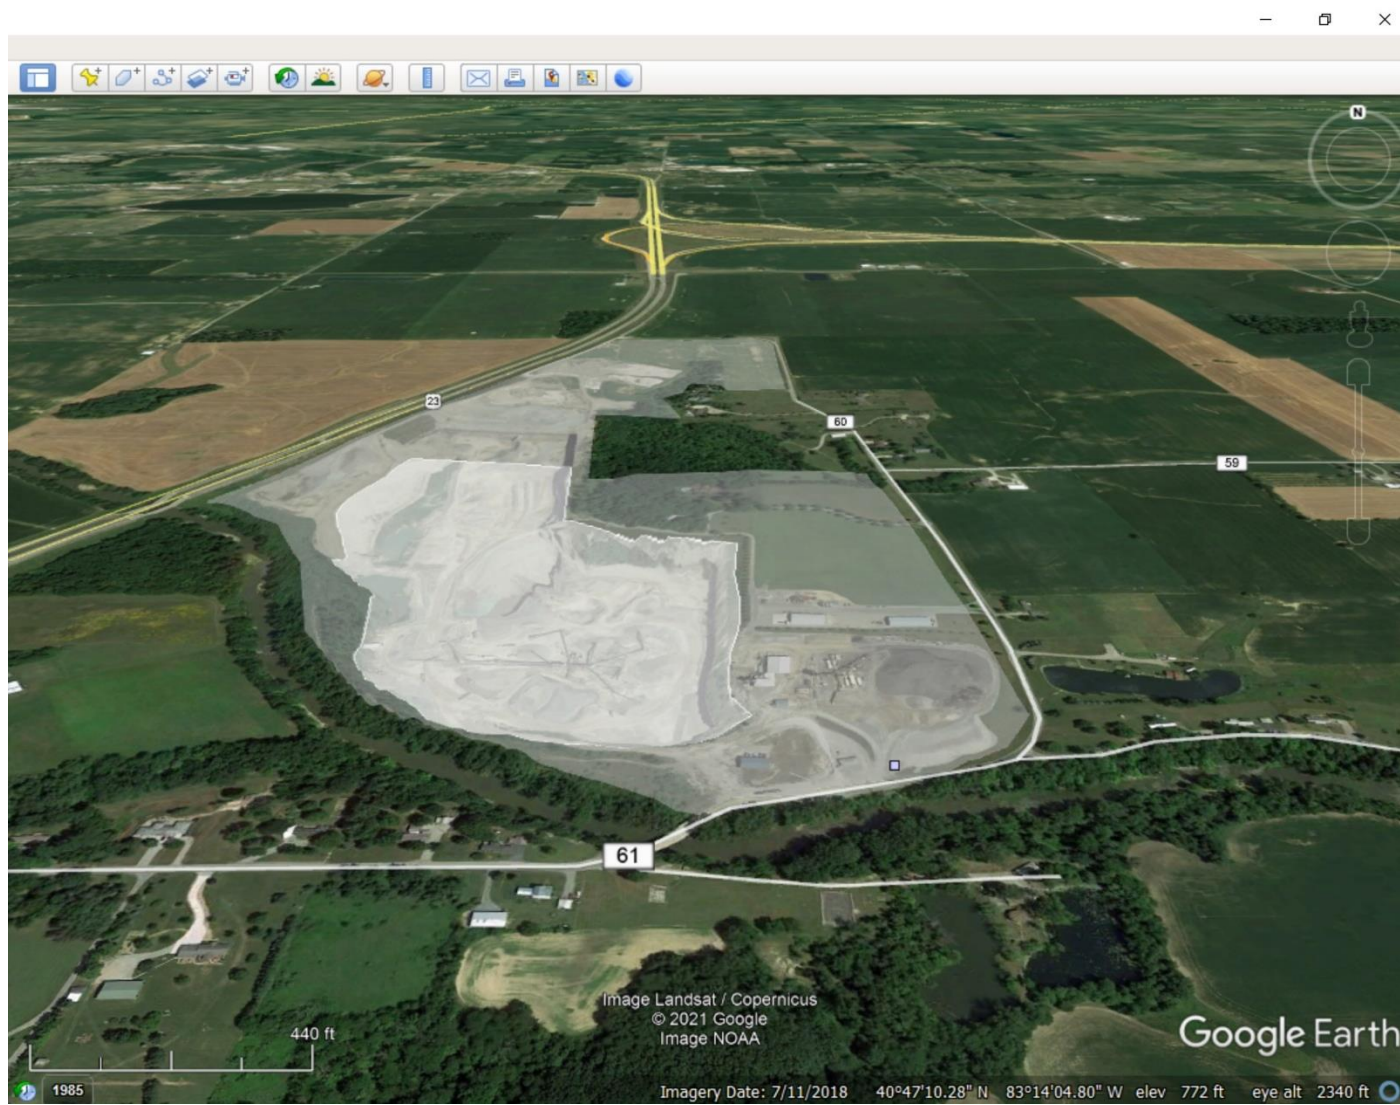 N
23
60
59
61
Image Landsat / Copernicus
© 2021 Google
Image NOAA
440 ft
Google Earth
1985
Imagery Date: 7/11/2018 40°47'10.28" N 83°14'04.80" W elev 772 ft eye alt 2340 ft